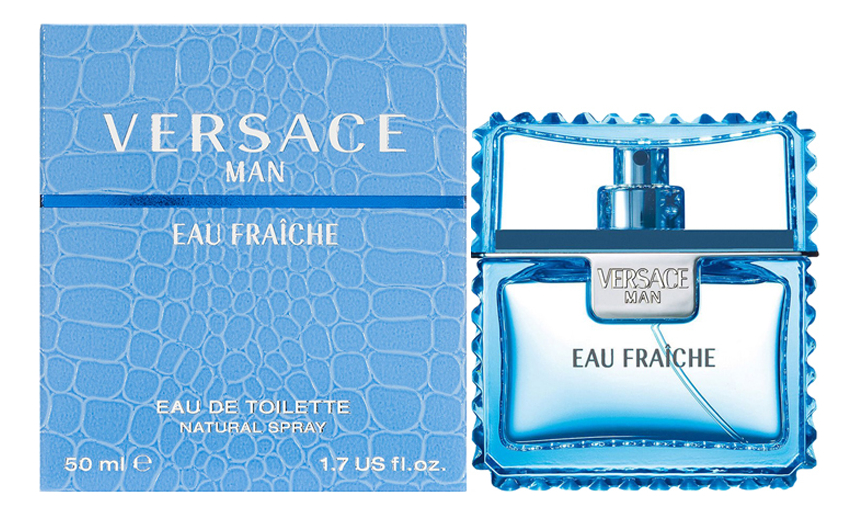 VERSACE
MAN
EAU FRAÎCHE
EAU DE TOILETTE
NATURAL SPRAY
50 ml ℮
1.7 US fl.oz.
VERSACE
MAN
EAU FRAÎCHE